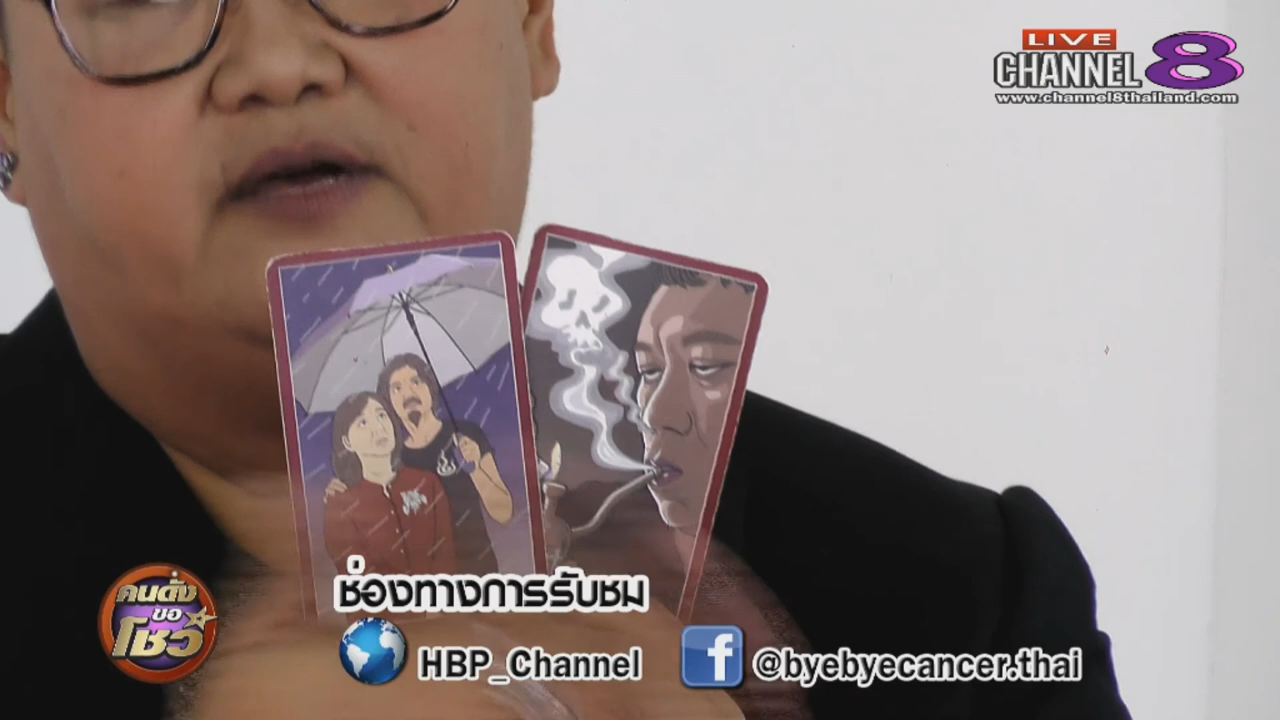 LIVE
CHANNEL 8
www.channel8thailand.com
คนดัง
ขอ
โชว์
ช่องทางการรับชม
HBP_Channel
f @byebyecancer.thai